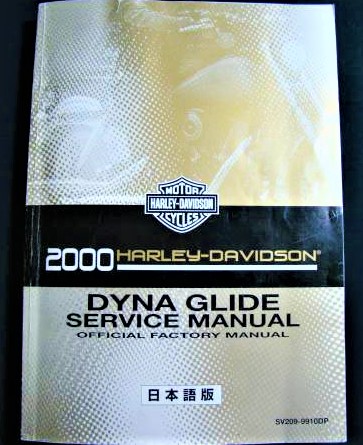 MOTOR
HARLEY-DAVIDSON
CYCLES
2000 HARLEY-DAVIDSON®
DYNA GLIDE
SERVICE MANUAL
OFFICIAL FACTORY MANUAL
日本語版
SV209-9910DP